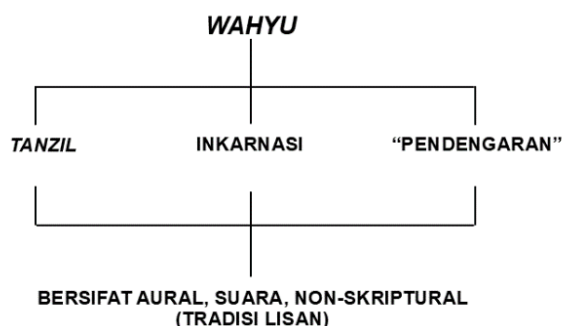 WAHYU
TANZIL
INKARNASI
“PENDENGARAN”
BERSIFAT AURAL, SUARA, NON-SKRIPTURAL
(TRADISI LISAN)